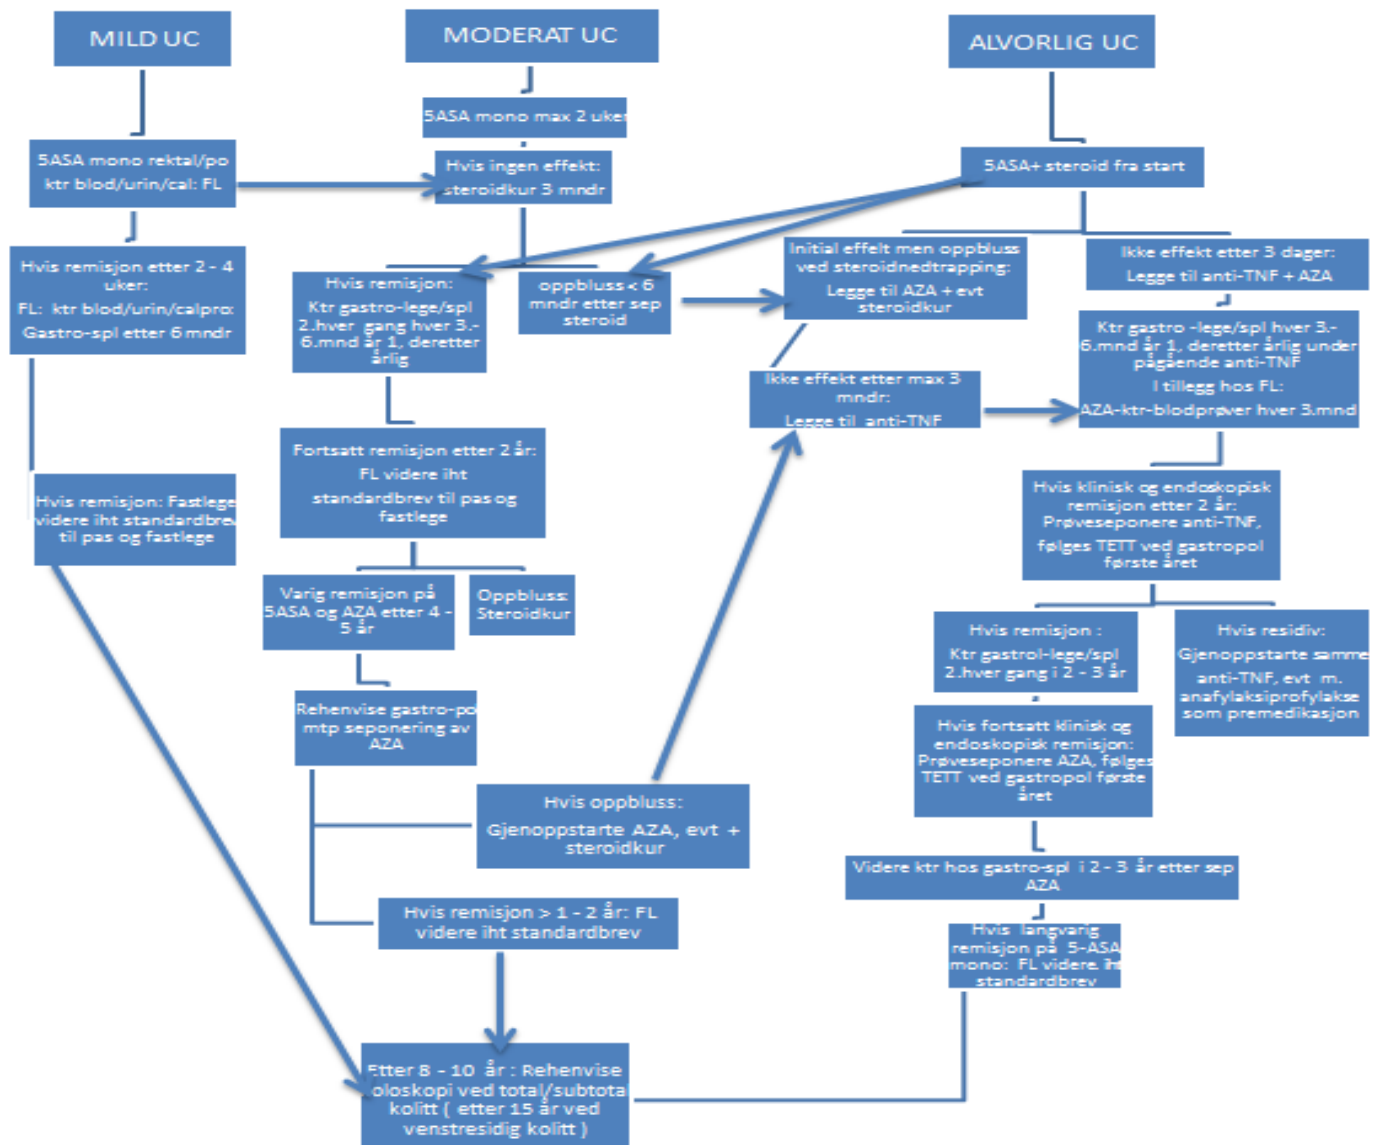 MILD UC
5ASA mono rektal/po
ktr blod/urin/cal: FL
Hvis remisjon etter 2 - 4
uker:
FL: ktr blod/urin/calpro:
Gastro-spl etter 6 mndr
Hvis remisjon: Fastlege
videre iht standardbrev
til pas og fastlege
MODERAT UC
5ASA mono max 2 uker
Hvis ingen effekt:
steroidkur 3 mndr
Hvis remisjon:
Ktr gastro-lege/spl
2.hver gang hver 3.-
6.mnd år 1, deretter
årlig
oppbluss < 6
mndr etter sep
steroid
Fortsatt remisjon etter 2 år:
FL videre iht
standardbrev til pas og
fastlege
Varig remisjon på
5ASA og AZA etter 4 -
5 år
Oppbluss:
Steroidkur
Rehenvise gastro-pol
mtp seponering av
AZA
Hvis oppbluss:
Gjenoppstarte AZA, evt +
steroidkur
Hvis remisjon > 1 - 2 år: FL
videre iht standardbrev
Etter 8 - 10 år : Rehenvise
oloskopi ved total/subtotal
kolitt ( etter 15 år ved
venstresidig kolitt )
ALVORLIG UC
5ASA+ steroid fra start
Initial effelt men oppbluss
ved steroidnedtrapping:
Legge til AZA + evt
steroidkur
Ikke effekt etter 3 dager:
Legge til anti-TNF + AZA
Ikke effekt etter max 3
mndr:
Legge til anti-TNF
Ktr gastro -lege/spl hver 3.-
6.mnd år 1, deretter årlig under
pågående anti-TNF
I tillegg hos FL:
AZA-ktr-blodprøver hver 3.mnd
Hvis klinisk og endoskopisk
remisjon etter 2 år:
Prøveseponere anti-TNF,
følges TETT ved gastropol
første året
Hvis remisjon :
Ktr gastrol-lege/spl
2.hver gang i 2 - 3 år
Hvis residiv:
Gjenoppstarte samme
anti-TNF, evt m.
anafylaksiprofylakse
som premedikasjon
Hvis fortsatt klinisk og
endoskopisk remisjon:
Prøveseponere AZA, følges
TETT ved gastropol første
året
Videre ktr hos gastro-spl i 2 - 3 år etter sep
AZA
Hvis langvarig
remisjon på 5-ASA
mono: FL videre iht
standardbrev